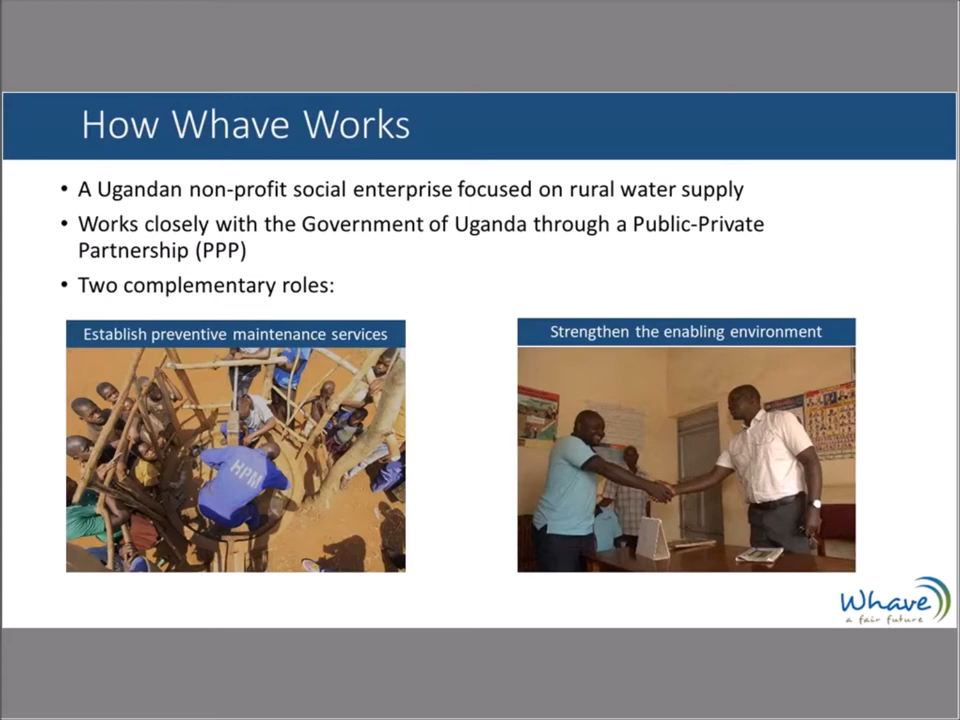 How Whave Works
• A Ugandan non-profit social enterprise focused on rural water supply
• Works closely with the Government of Uganda through a Public-Private
Partnership (PPP)
• Two complementary roles:
Establish preventive maintenance services
Strengthen the enabling environment
HPM
Whave
a fair future